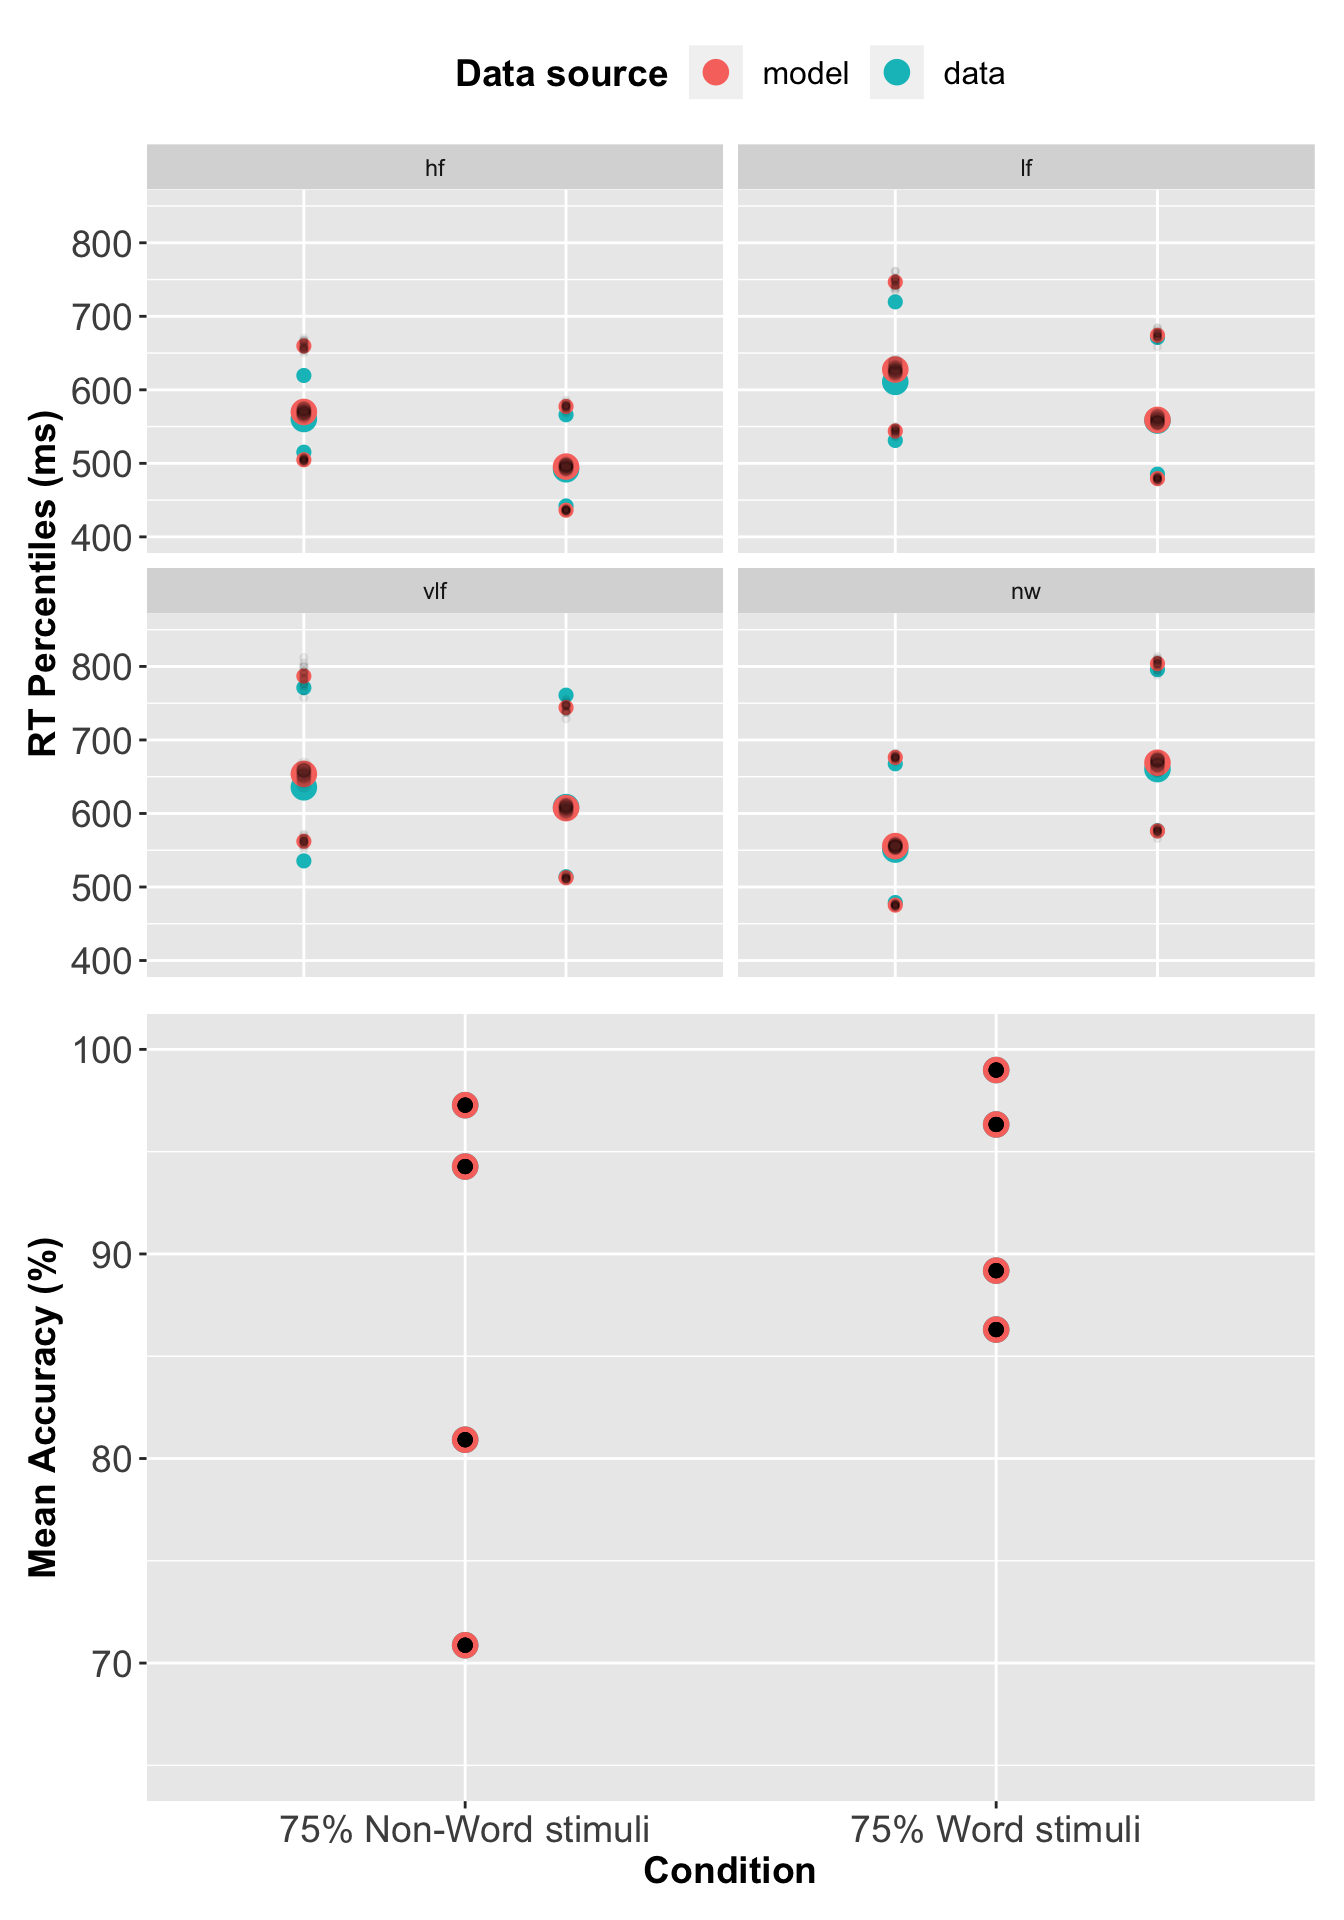 Data source model data
hf lf
800
700
600
500
400
RT Percentiles (ms)
vlf nw
800
700
600
500
400
100
90
80
70
Mean Accuracy (%)
75% Non-Word stimuli 75% Word stimuli
Condition